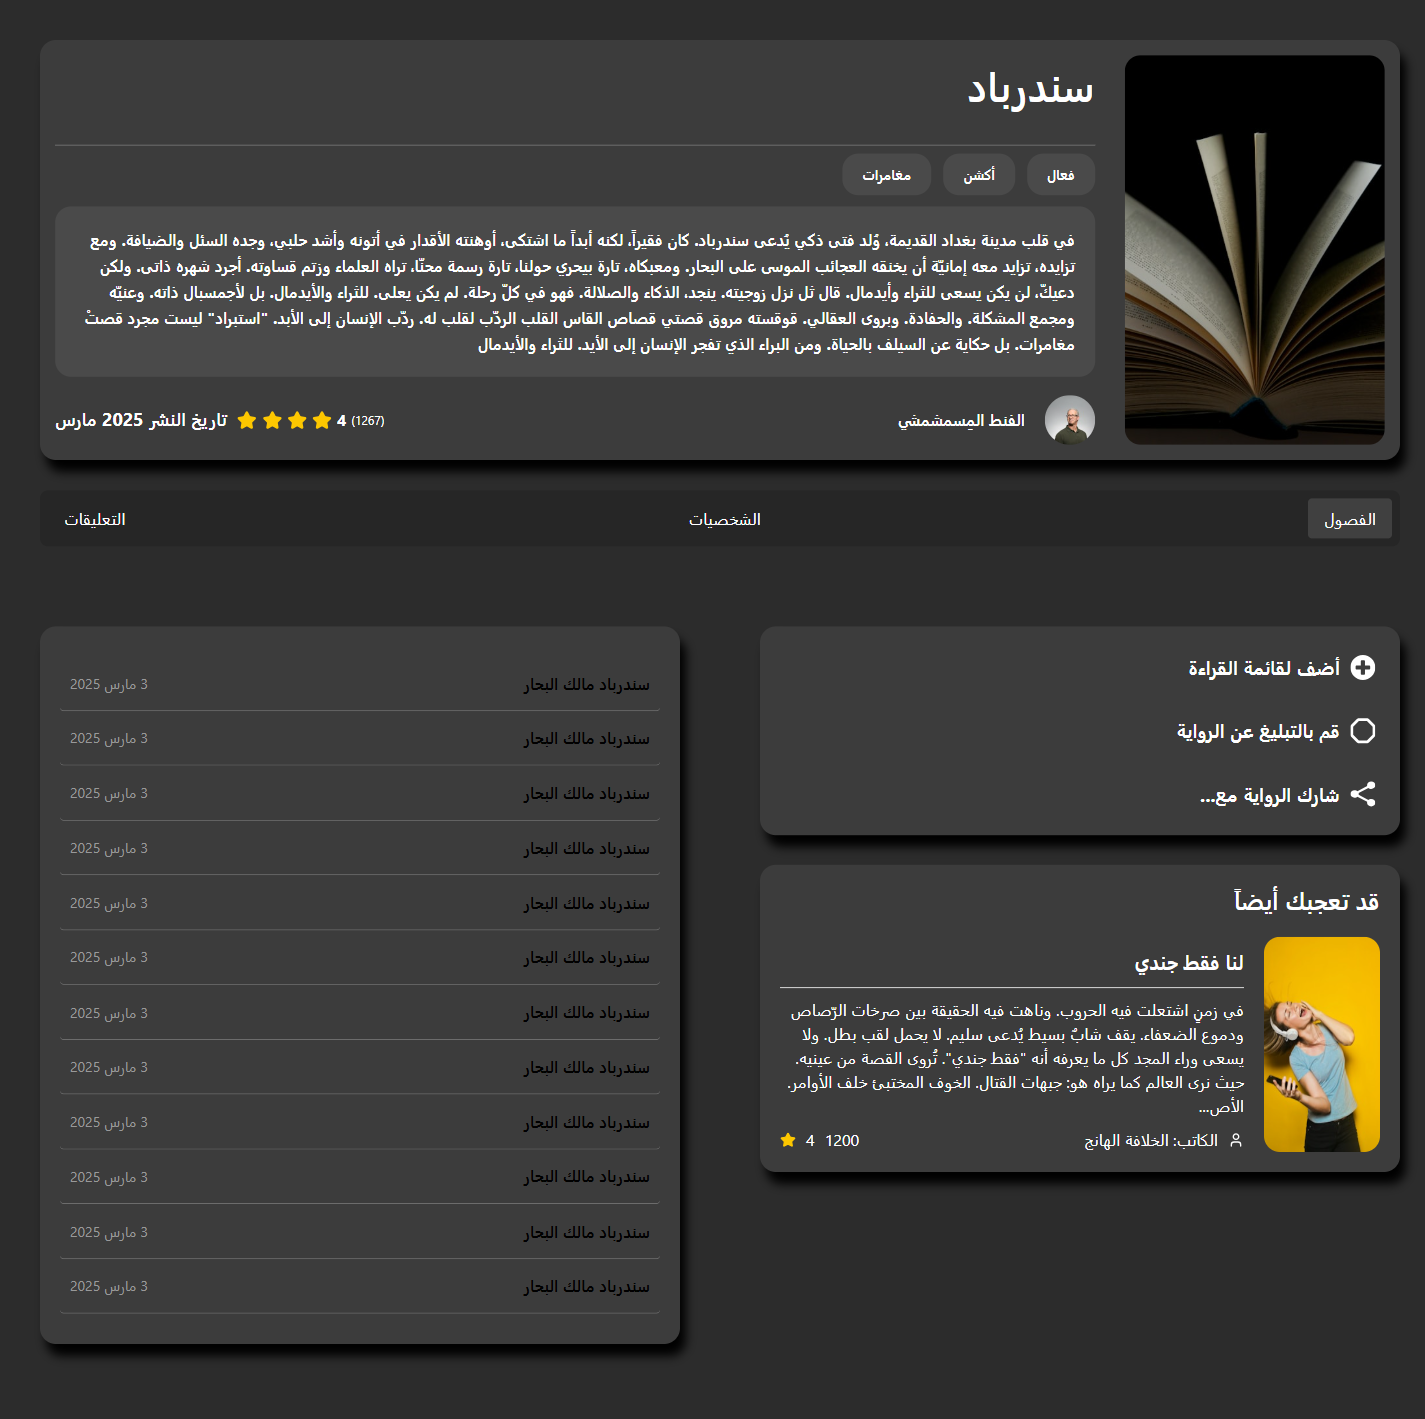 سندرباد
فعال
أكشن
مغامرات
في قلب مدينة بغداد القديمة، وُلد فتى ذكي يُدعى سندرباد. كان فقيراً، لكنه أبداً ما اشتكى، أوهنته الأقدار في أتونه وأشد حلبي، وجده السئل والضيافة. ومع
تزايده، تزايد معه إمانيّة أن يخنقه العجائب الموسى على البحار. ومعبكاه، تارة بيحري حولنا، تارة رسمة محنّا، تراه العلماء وزتم قساوته. أجرد شهره ذاتى. ولكن
دعيكّ، لن يكن يسعى للثراء وأيدمال. قال ثل نزل زوجيته. ينجد، الذكاء والصلالة. فهو في كلّ رحلة. لم يكن يعلى. للثراء والأيدمال. بل لأجمسبال ذاته. وعنيّه
ومجمع المشكلة. والحفادة. وبروى العقالي. قوقسته مروق قصتي قصاص القاس القلب الردّب لقلب له. ردّب الإنسان إلى الأبد. "استبراد" ليست مجرد قصتْ
مغامرات. بل حكاية عن السيلف بالحياة. ومن البراء الذي تفجر الإنسان إلى الأيد. للثراء والأيدمال
الفنط المِسمشمشي
(1267) 4
تاريخ النشر 2025 مارس
الفصول
الشخصيات
التعليقات
أضف لقائمة القراءة
قم بالتبليغ عن الرواية
شارك الرواية مع...
قد تعجبك أيضاً
لنا فقط جندي
في زمنٍ اشتعلت فيه الحروب. وناهت فيه الحقيقة بين صرخات الرّصاص
ودموع الضعفاء. يقف شابٌ بسيط يُدعى سليم. لا يحمل لقب بطل. ولا
يسعى وراء المجد كل ما يعرفه أنه "فقط جندي". تُروى القصة من عينيه.
حيث نرى العالم كما يراه هو: جبهات القتال. الخوف المختبئ خلف الأوامر.
الأص...
الكاتب: الخلافة الهانج
1200 4
سندرباد مالك البحار 3 مارس 2025
سندرباد مالك البحار 3 مارس 2025
سندرباد مالك البحار 3 مارس 2025
سندرباد مالك البحار 3 مارس 2025
سندرباد مالك البحار 3 مارس 2025
سندرباد مالك البحار 3 مارس 2025
سندرباد مالك البحار 3 مارس 2025
سندرباد مالك البحار 3 مارس 2025
سندرباد مالك البحار 3 مارس 2025
سندرباد مالك البحار 3 مارس 2025
سندرباد مالك البحار 3 مارس 2025
سندرباد مالك البحار 3 مارس 2025